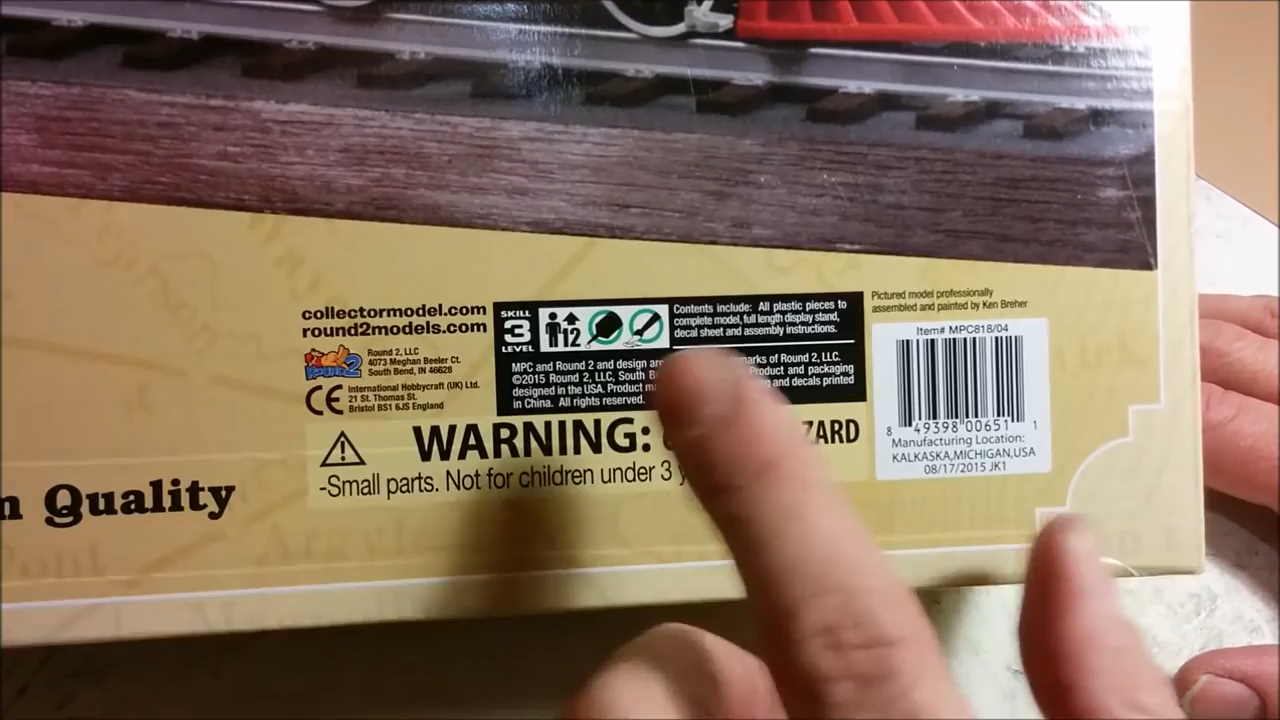 collectormodel.com
round2models.com
ROUND2
Round 2, LLC
4073 Meghan Beeler Ct.
South Bend, IN 46628
CE
International Hobbycraft (UK) Ltd.
21 St. Thomas St.
Bristol BS1 6JS England
SKILL
3
LEVEL
12
Contents include: All plastic pieces to
complete model, full length display stand,
decal sheet and assembly instructions.
MPC and Round 2 and design are marks of Round 2, LLC.
©2015 Round 2, LLC, South Product and packaging
designed in the USA. Product and decals printed
in China. All rights reserved.
WARNING:
-Small parts. Not for children under 3
Pictured model professionally
assembled and painted by Ken Breher
Item# MPC818/04
8 49398 00651 1
Manufacturing Location:
KALKASKA,MICHIGAN,USA
08/17/2015 JK1
Quality